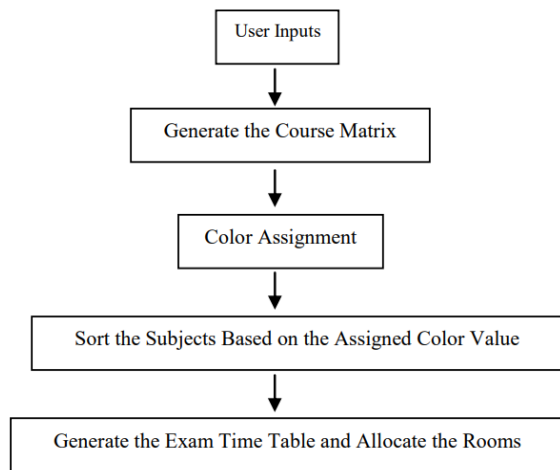 User Inputs
Generate the Course Matrix
Color Assignment
Sort the Subjects Based on the Assigned Color Value
Generate the Exam Time Table and Allocate the Rooms